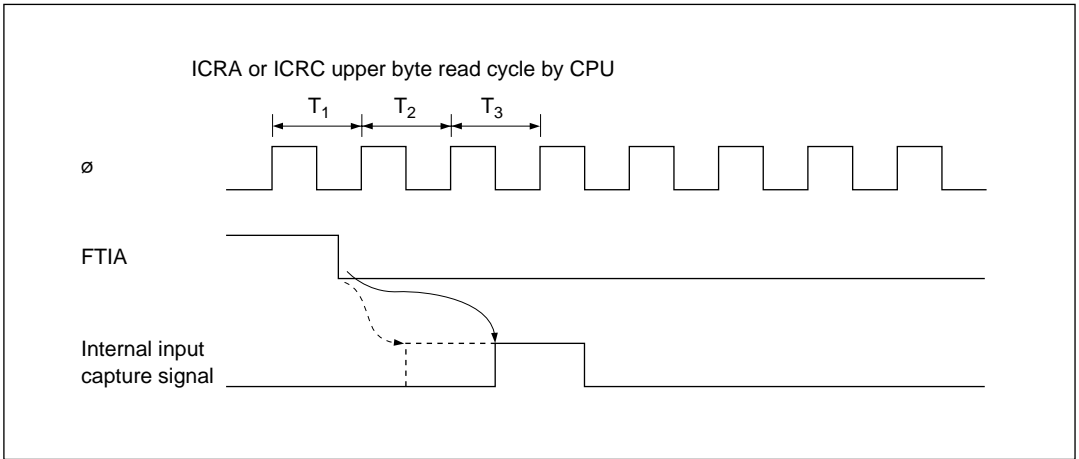 ICRA or ICRC upper byte read cycle by CPU
T1 T2 T3
ø
FTIA
Internal input
capture signal